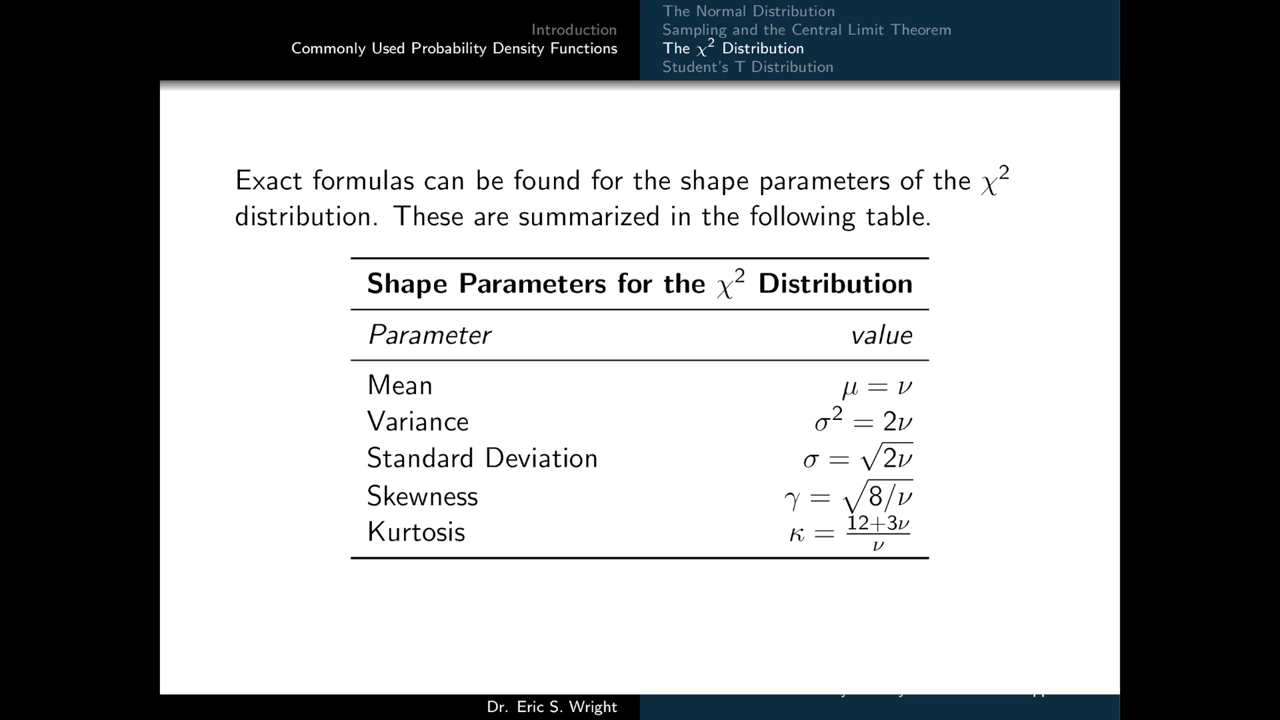 Introduction
Commonly Used Probability Density Functions
The Normal Distribution
Sampling and the Central Limit Theorem
The χ² Distribution
Student's T Distribution
Exact formulas can be found for the shape parameters of the χ²
distribution. These are summarized in the following table.
Shape Parameters for the χ² Distribution
Parameter value
Mean μ = ν
Variance σ² = 2ν
Standard Deviation σ = √2ν
Skewness γ = √8/ν
Kurtosis κ = 12+3ν/ν
Dr. Eric S. Wright